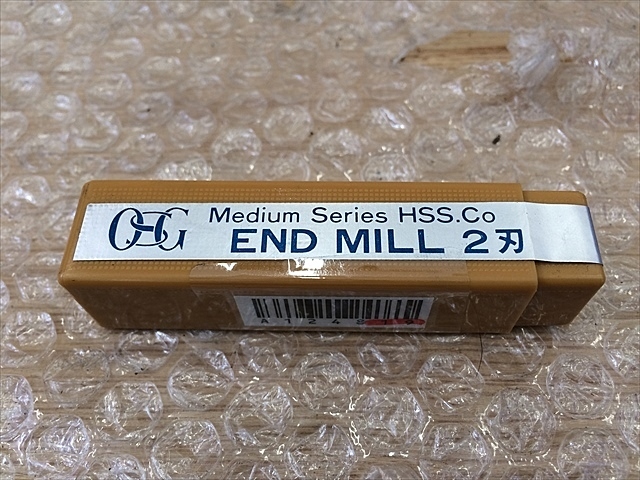 OSG Medium Series HSS.Co
END MILL 2刃